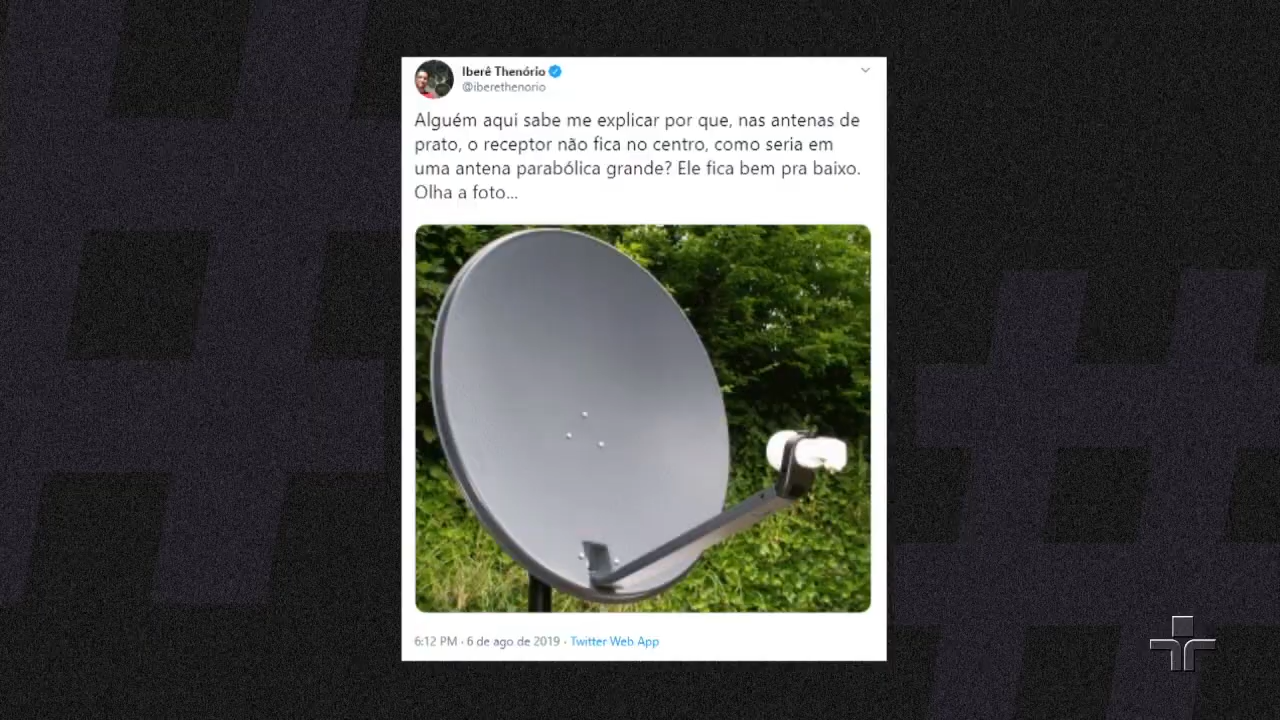 Iberê Thenório
@iberethenorio
Alguém aqui sabe me explicar por que, nas antenas de
prato, o receptor não fica no centro, como seria em
uma antena parabólica grande? Ele fica bem pra baixo.
Olha a foto...
6:12 PM · 6 de ago de 2019 · Twitter Web App